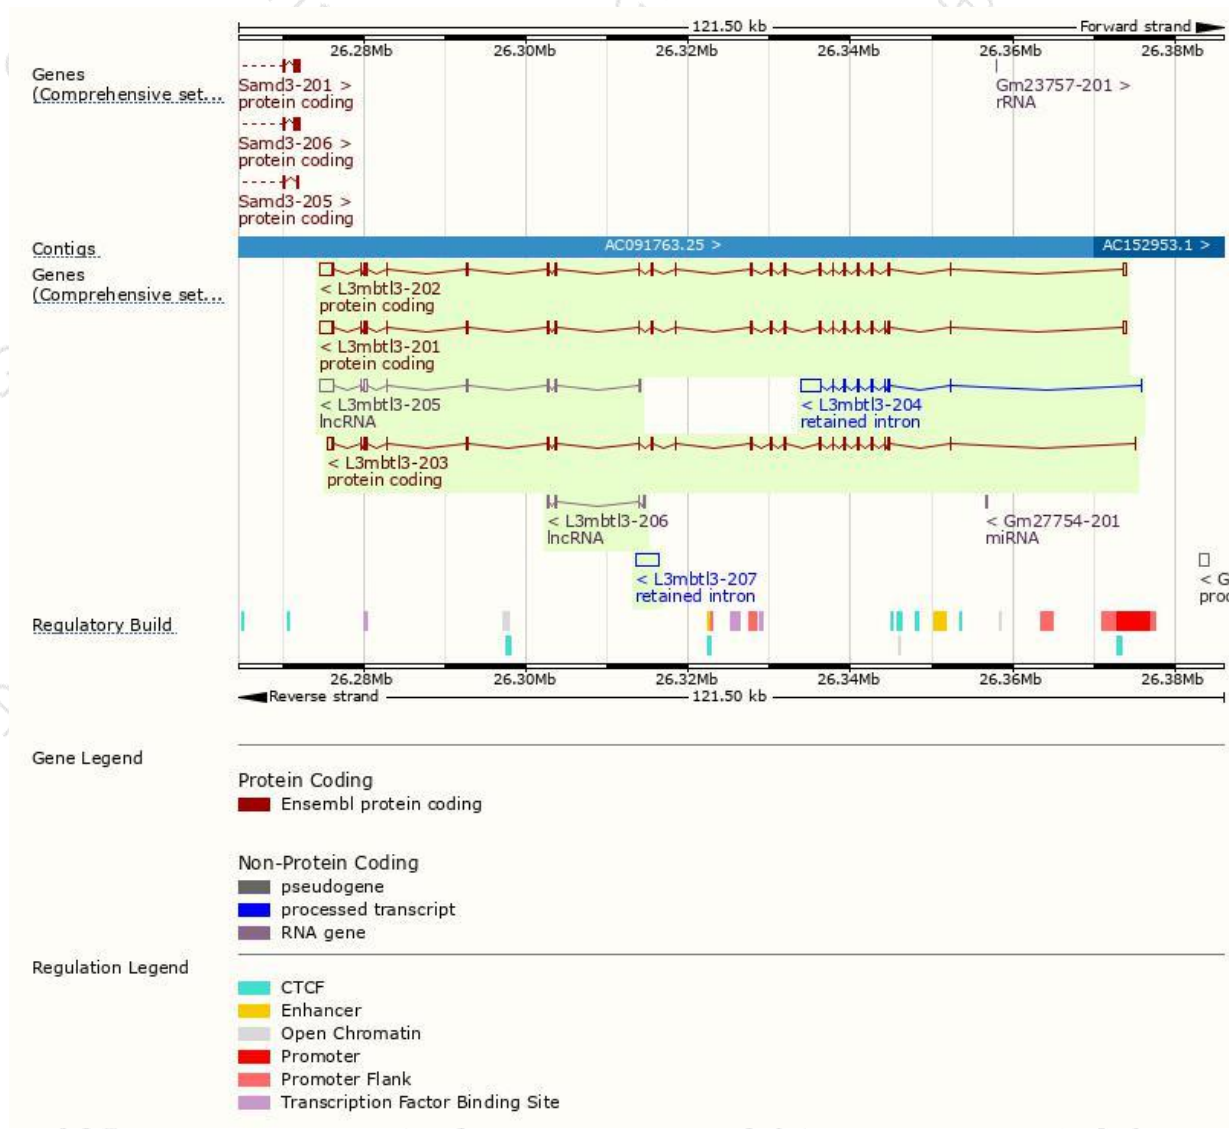 121.50 kb
Forward strand
26.28Mb 26.30Mb 26.32Mb 26.34Mb 26.36Mb 26.38Mb
Genes
(Comprehensive set...
Samd3-201 >
protein coding
Gm23757-201 >
rRNA
Samd3-206 >
protein coding
Samd3-205 >
protein coding
Contigs
AC091763.25 >
AC152953.1 >
Genes
(Comprehensive set...
< L3mbtl3-202
protein coding
< L3mbtl3-201
protein coding
< L3mbtl3-205
lncRNA
< L3mbtl3-204
retained intron
< L3mbtl3-203
protein coding
< L3mbtl3-206
lncRNA
< Gm27754-201
miRNA
< L3mbtl3-207
retained intron
< G
proc
Regulatory Build
26.28Mb 26.30Mb 26.32Mb 26.34Mb 26.36Mb 26.38Mb
Reverse strand
121.50 kb
Gene Legend
Protein Coding
Ensembl protein coding
Non-Protein Coding
pseudogene
processed transcript
RNA gene
Regulation Legend
CTCF
Enhancer
Open Chromatin
Promoter
Promoter Flank
Transcription Factor Binding Site